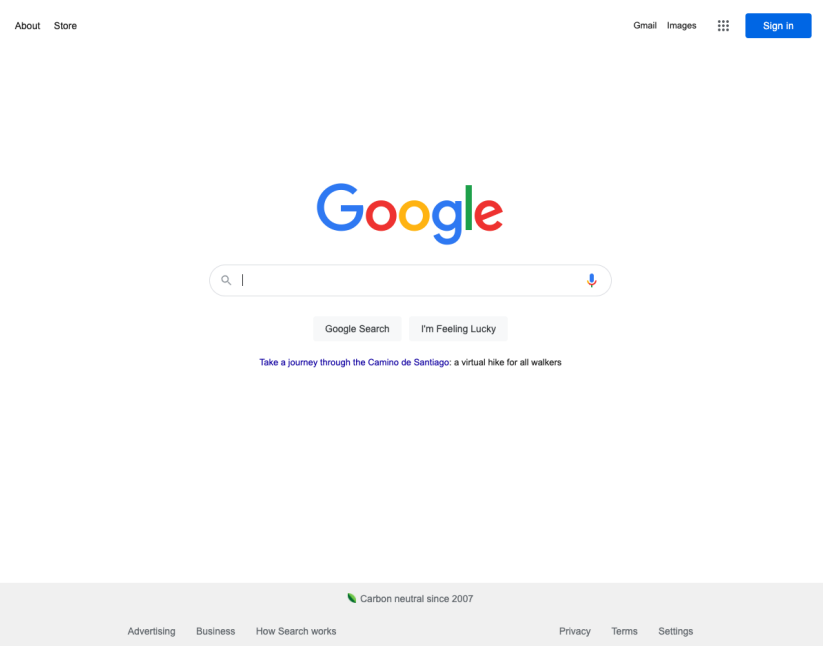 About Store
Gmail Images Sign in
Google
Google Search I'm Feeling Lucky
Take a journey through the Camino de Santiago: a virtual hike for all walkers
Carbon neutral since 2007
Advertising Business How Search works Privacy Terms Settings